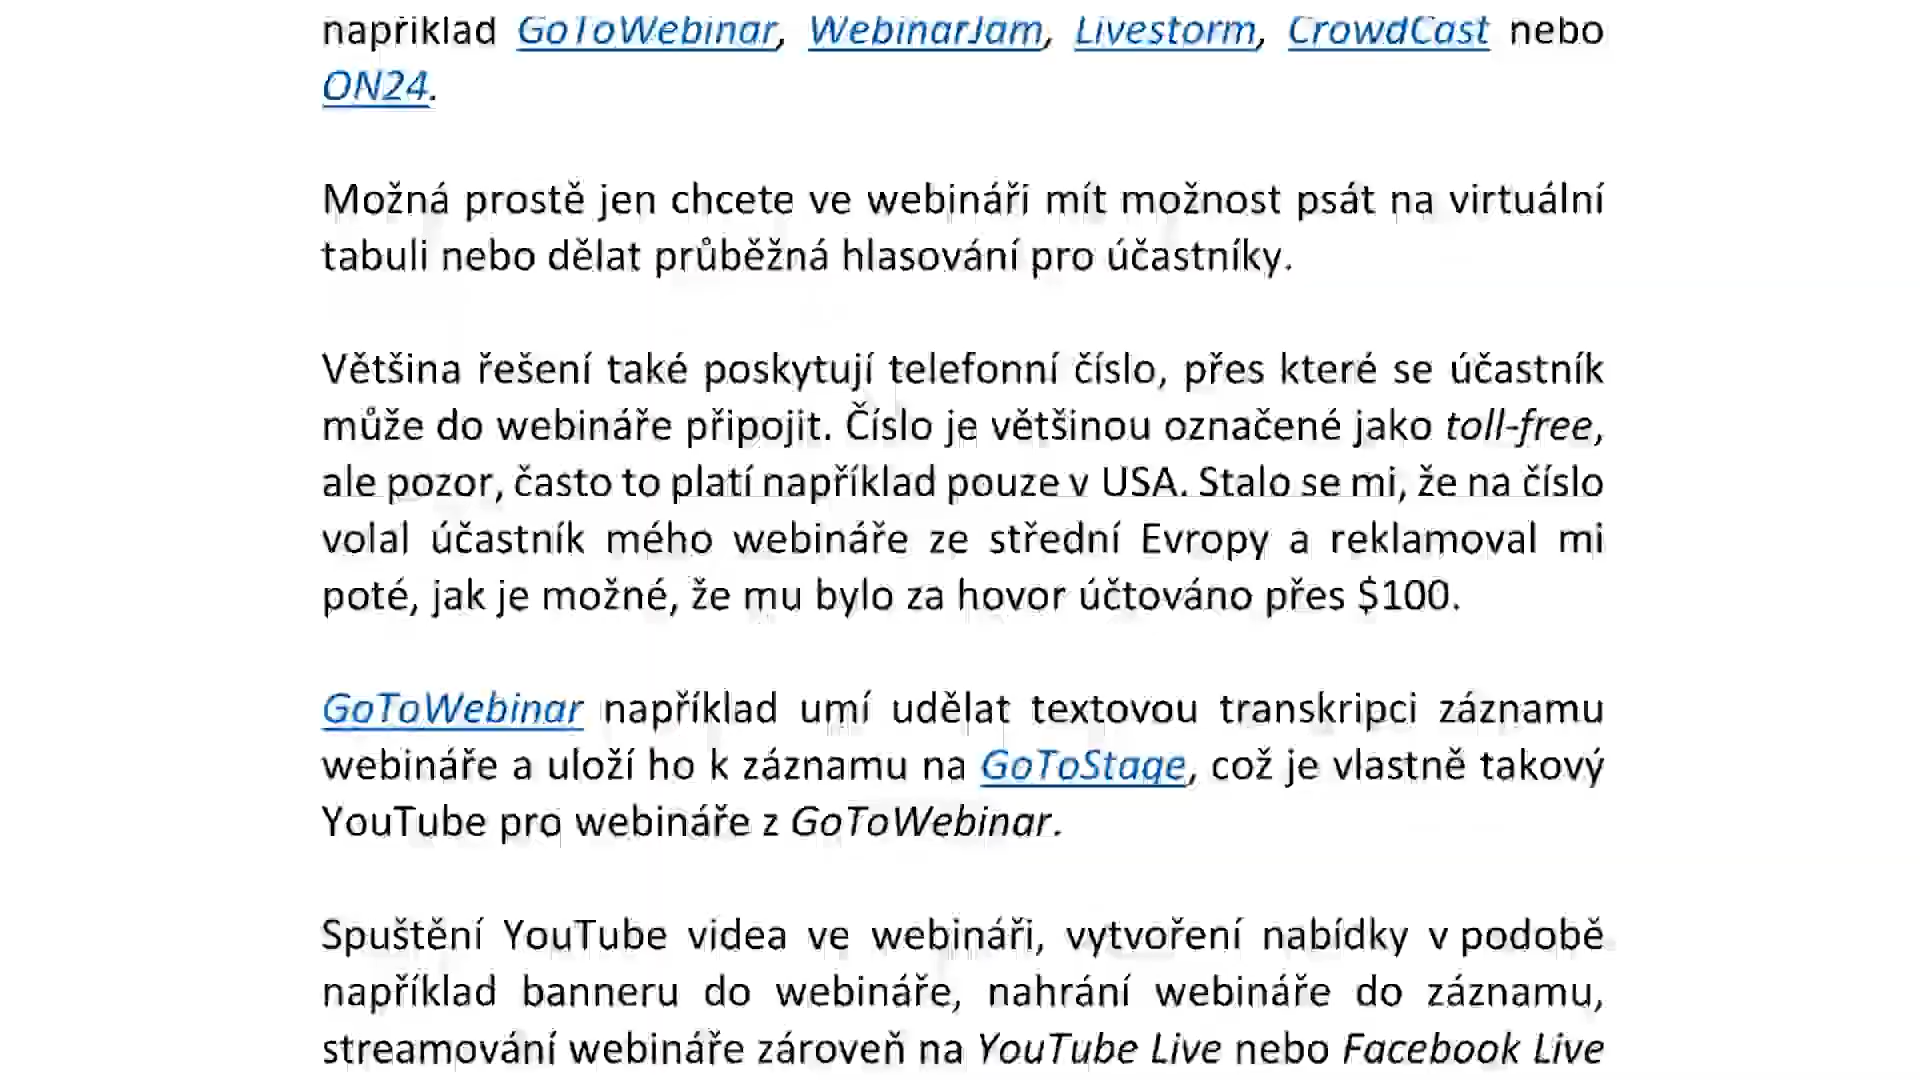 například GoToWebinar, WebinarJam, Livestorm, CrowdCast nebo
ON24.
Možná prostě jen chcete ve webináři mít možnost psát na virtuální
tabuli nebo dělat průběžná hlasování pro účastníky.
Většina řešení také poskytují telefonní číslo, přes které se účastník
může do webináře připojit. Číslo je většinou označené jako toll-free,
ale pozor, často to platí například pouze v USA. Stalo se mi, že na číslo
volal účastník mého webináře ze střední Evropy a reklamoval mi
poté, jak je možné, že mu bylo za hovor účtováno přes $100.
GoToWebinar například umí udělat textovou transkripci záznamu
webináře a uloží ho k záznamu na GoToStage, což je vlastně takový
YouTube pro webináře z GoToWebinar.
Spuštění YouTube videa ve webináři, vytvoření nabídky v podobě
například banneru do webináře, nahrání webináře do záznamu,
streamování webináře zároveň na YouTube Live nebo Facebook Live